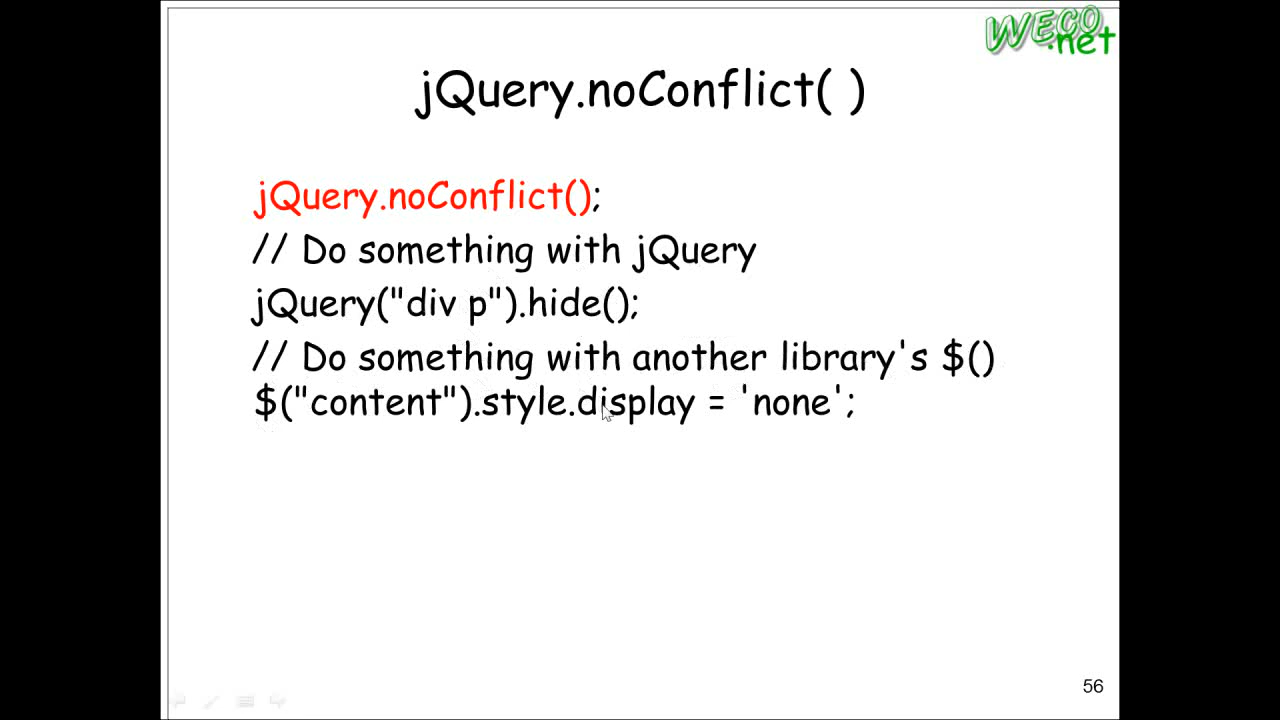 WECO
.net
jQuery.noConflict( )
jQuery.noConflict();
// Do something with jQuery
jQuery("div p").hide();
// Do something with another library's $()
$("content").style.display = 'none';
56